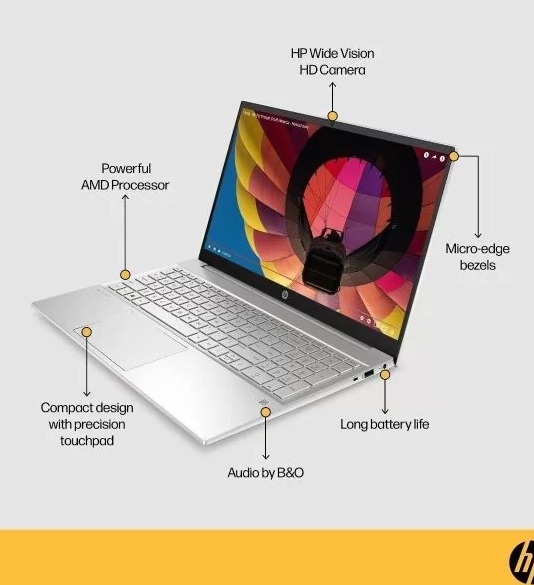 HP Wide Vision
HD Camera
Powerful
AMD Processor
Micro-edge
bezels
Compact design
with precision
touchpad
Long battery life
Audio by B&O
hp